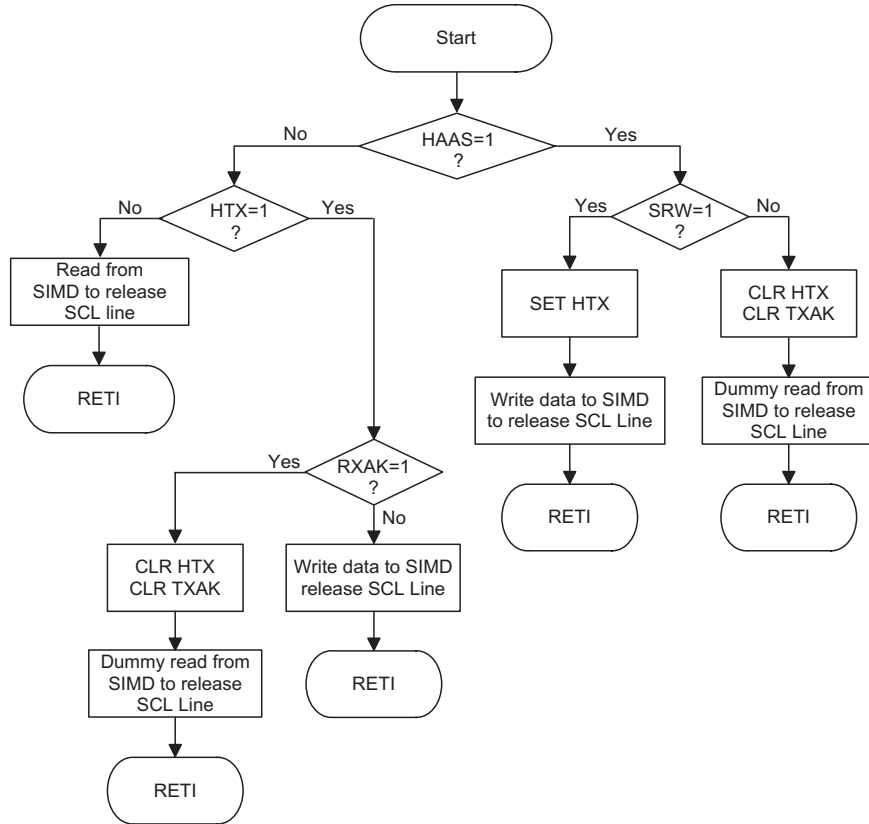 Start
HAAS=1
?
No
Yes
HTX=1
?
No
Yes
SRW=1
?
Yes
No
Read from
SIMD to release
SCL line
SET HTX
CLR HTX
CLR TXAK
RETI
Write data to SIMD
to release SCL Line
Dummy read from
SIMD to release
SCL Line
RXAK=1
?
Yes
No
RETI
RETI
CLR HTX
CLR TXAK
Write data to SIMD
release SCL Line
Dummy read from
SIMD to release
SCL Line
RETI
RETI